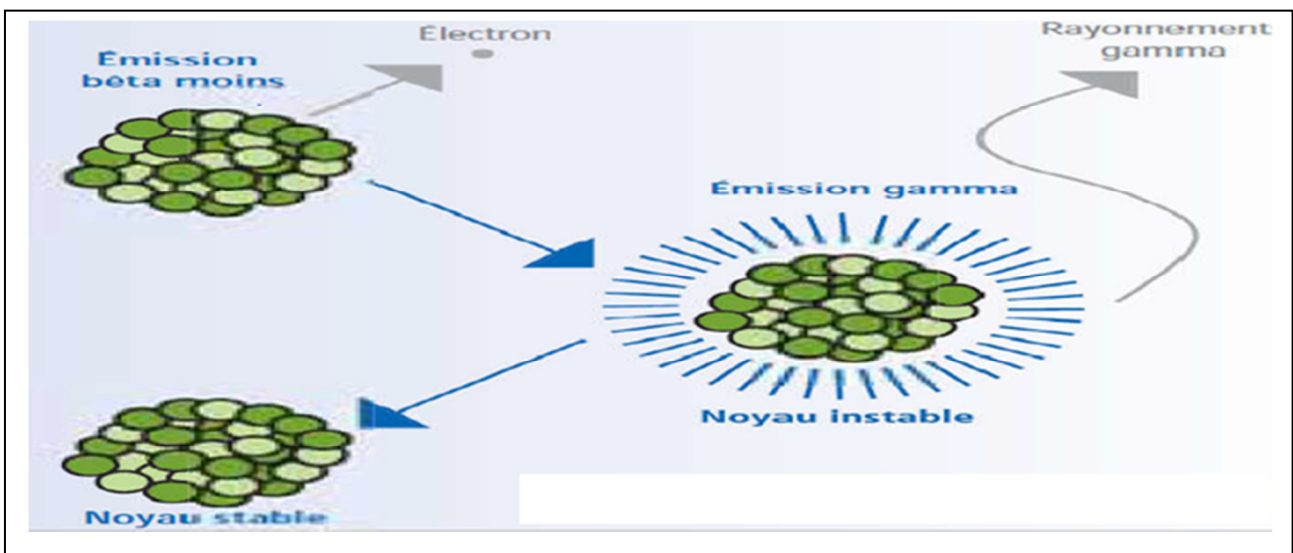 Émission
bêta moins
Électron
Rayonnement
gamma
Émission gamma
Noyau instable
Noyau stable